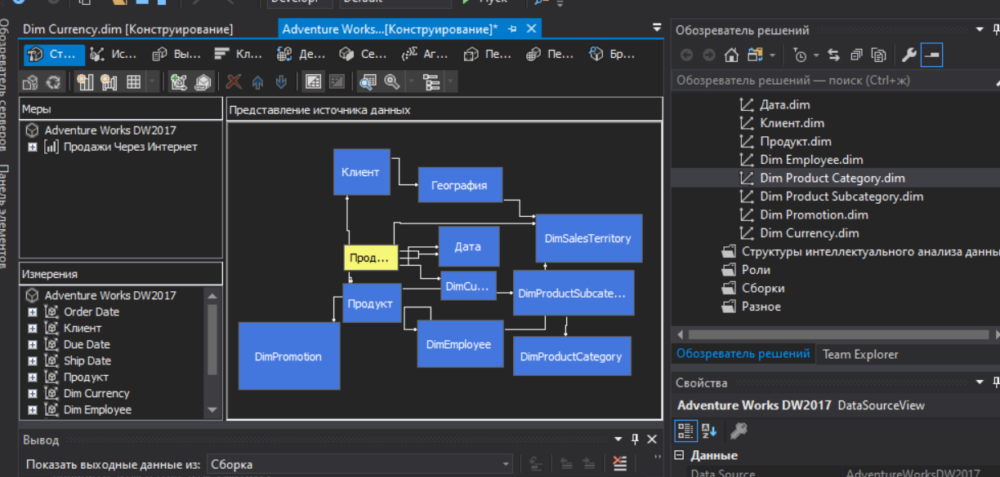 Dim Currency.dim [Конструирование]
Adventure Works...[Конструирование]*
Ст...
Ис...
Вы...
Кл...
Де...
Се...
Аг...
Пе...
Пе...
Бр...
Меры
Adventure Works DW2017
Продажи Через Интернет
Измерения
Adventure Works DW2017
Order Date
Клиент
Due Date
Ship Date
Продукт
Dim Currency
Dim Employee
Представление источника данных
Клиент
География
DimSalesTerritory
Дата
Прод...
DimCu...
DimProductSubcate...
Продукт
DimEmployee
DimPromotion
DimProductCategory
Вывод
Показать выходные данные из: Сборка
Обозреватель серверов
Панель элементов
Обозреватель решений
Обозреватель решений — поиск (Ctrl+ж)
Дата.dim
Клиент.dim
Продукт.dim
Dim Employee.dim
Dim Product Category.dim
Dim Product Subcategory.dim
Dim Promotion.dim
Dim Currency.dim
Структуры интеллектуального анализа данны
Роли
Сборки
Разное
Обозреватель решений Team Explorer
Свойства
Adventure Works DW2017 DataSourceView
Данные
Data Source AdventureWorksDW2017